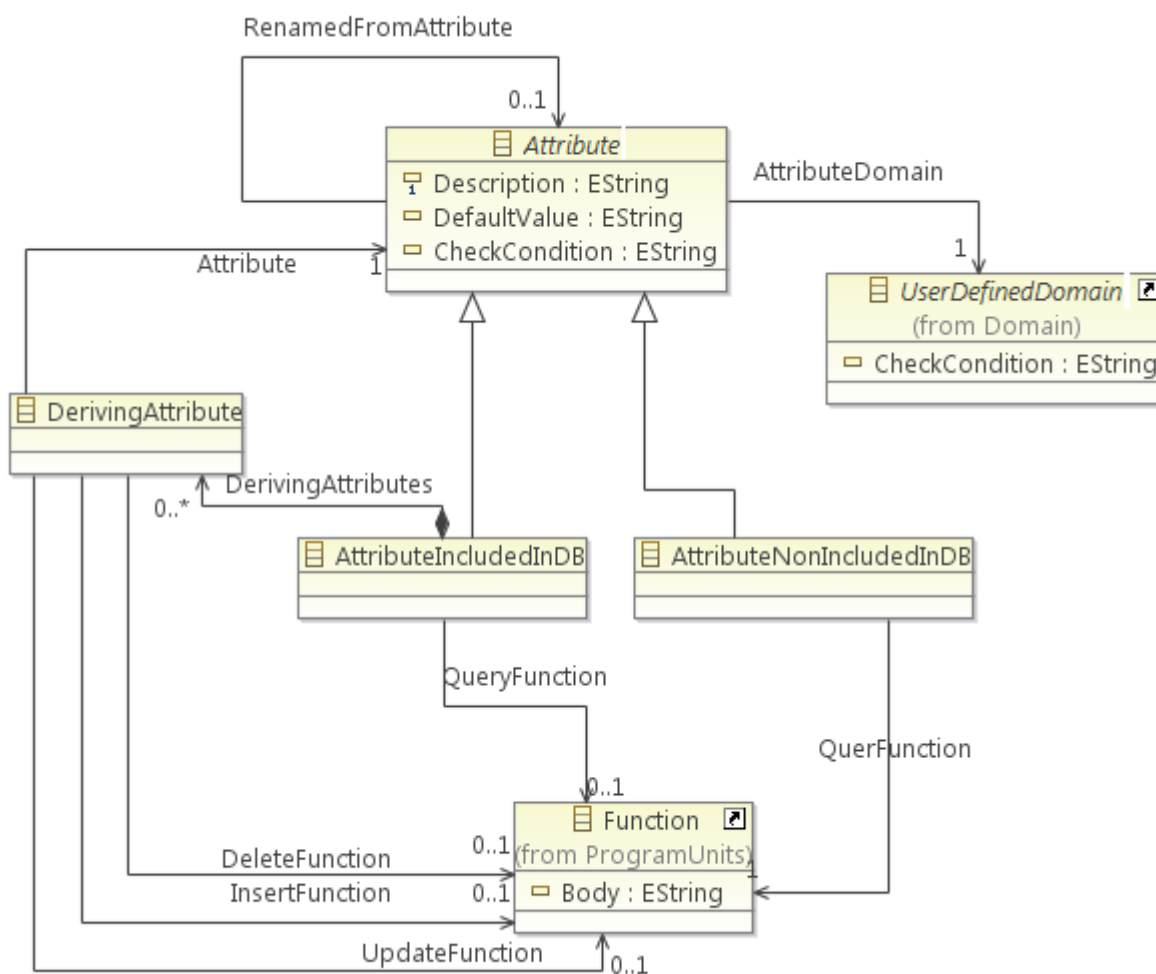 RenamedFromAttribute
0..1
Attribute
Description : EString
DefaultValue : EString
CheckCondition : EString
AttributeDomain
1
Attribute
1
UserDefinedDomain
(from Domain)
CheckCondition : EString
DerivingAttribute
DerivingAttributes
0..*
AttributeIncludedInDB
AttributeNonIncludedInDB
QueryFunction
QuerFunction
0..1
Function
(from ProgramUnits)
1
Body : EString
DeleteFunction
0..1
InsertFunction
0..1
UpdateFunction
0..1